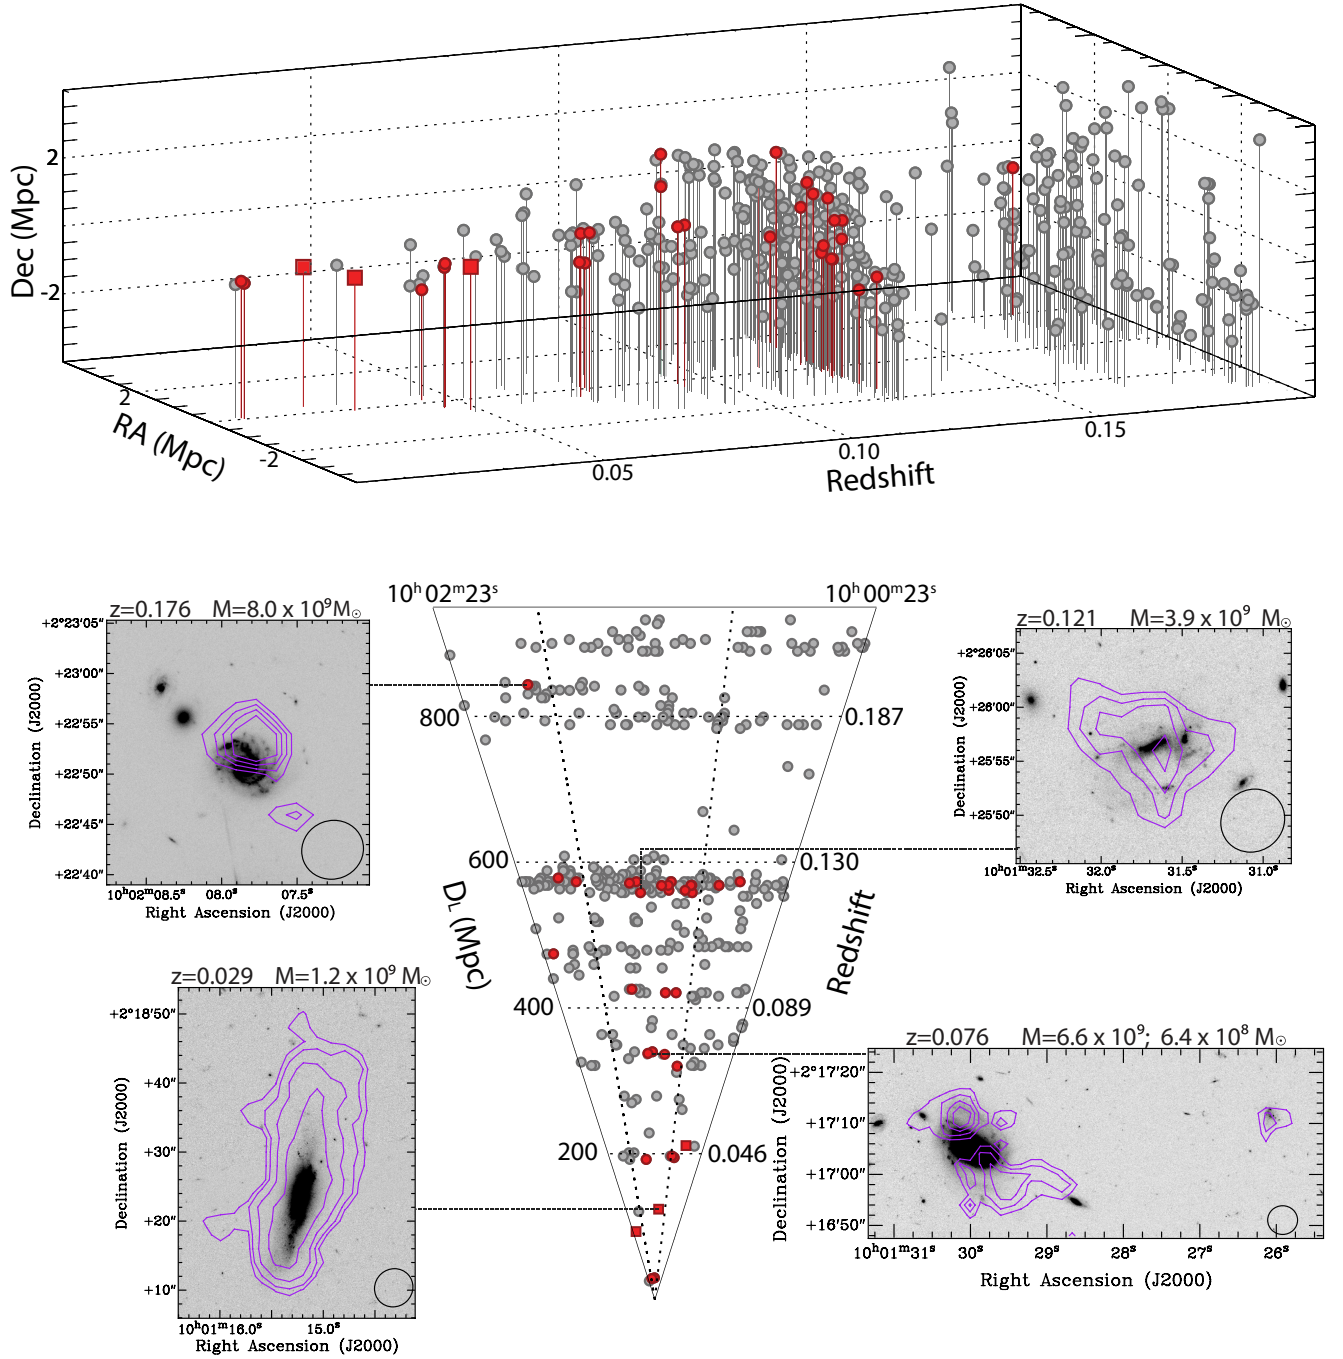 Dec (Mpc)
2
-2
2
RA (Mpc)
-2
0.05
0.10
0.15
Redshift
10ʰ02ᵐ23ˢ
10ʰ00ᵐ23ˢ
800
0.187
600
0.130
D_L (Mpc)
Redshift
400
0.089
200
0.046
z=0.176 M=8.0 x 10⁹M☉
Declination (J2000)
+2°23'05"
+23'00"
+22'55"
+22'50"
+22'45"
+22'40"
10ʰ02ᵐ08.5ˢ 08.0ˢ 07.5ˢ
Right Ascension (J2000)
z=0.121 M=3.9 x 10⁹ M☉
Declination (J2000)
+2°26'05"
+26'00"
+25'55"
+25'50"
10ʰ01ᵐ32.5ˢ 32.0ˢ 31.5ˢ 31.0ˢ
Right Ascension (J2000)
z=0.029 M=1.2 x 10⁹ M☉
Declination (J2000)
+2°18'50"
+40"
+30"
+20"
+10"
10ʰ01ᵐ16.0ˢ 15.0ˢ
Right Ascension (J2000)
z=0.076 M=6.6 x 10⁹; 6.4 x 10⁸ M☉
Declination (J2000)
+2°17'20"
+17'10"
+17'00"
+16'50"
10ʰ01ᵐ31ˢ 30ˢ 29ˢ 28ˢ 27ˢ 26ˢ
Right Ascension (J2000)